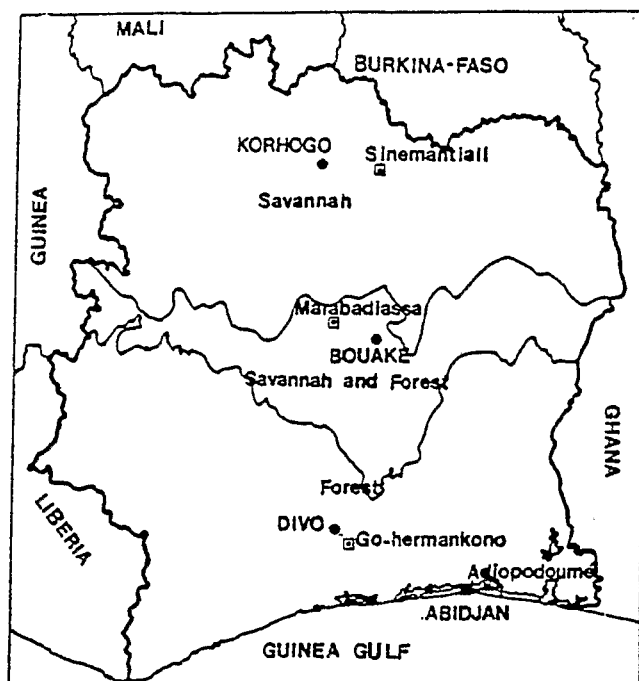 MALI
BURKINA-FASO
KORHOGO
Sinemantiali
Savannah
GUINEA
Marabadiassa
BOUAKE
Savannah and Forest
GHANA
Forest
LIBERIA
DIVO
Go-hermankono
Adiopodoume
ABIDJAN
GUINEA GULF